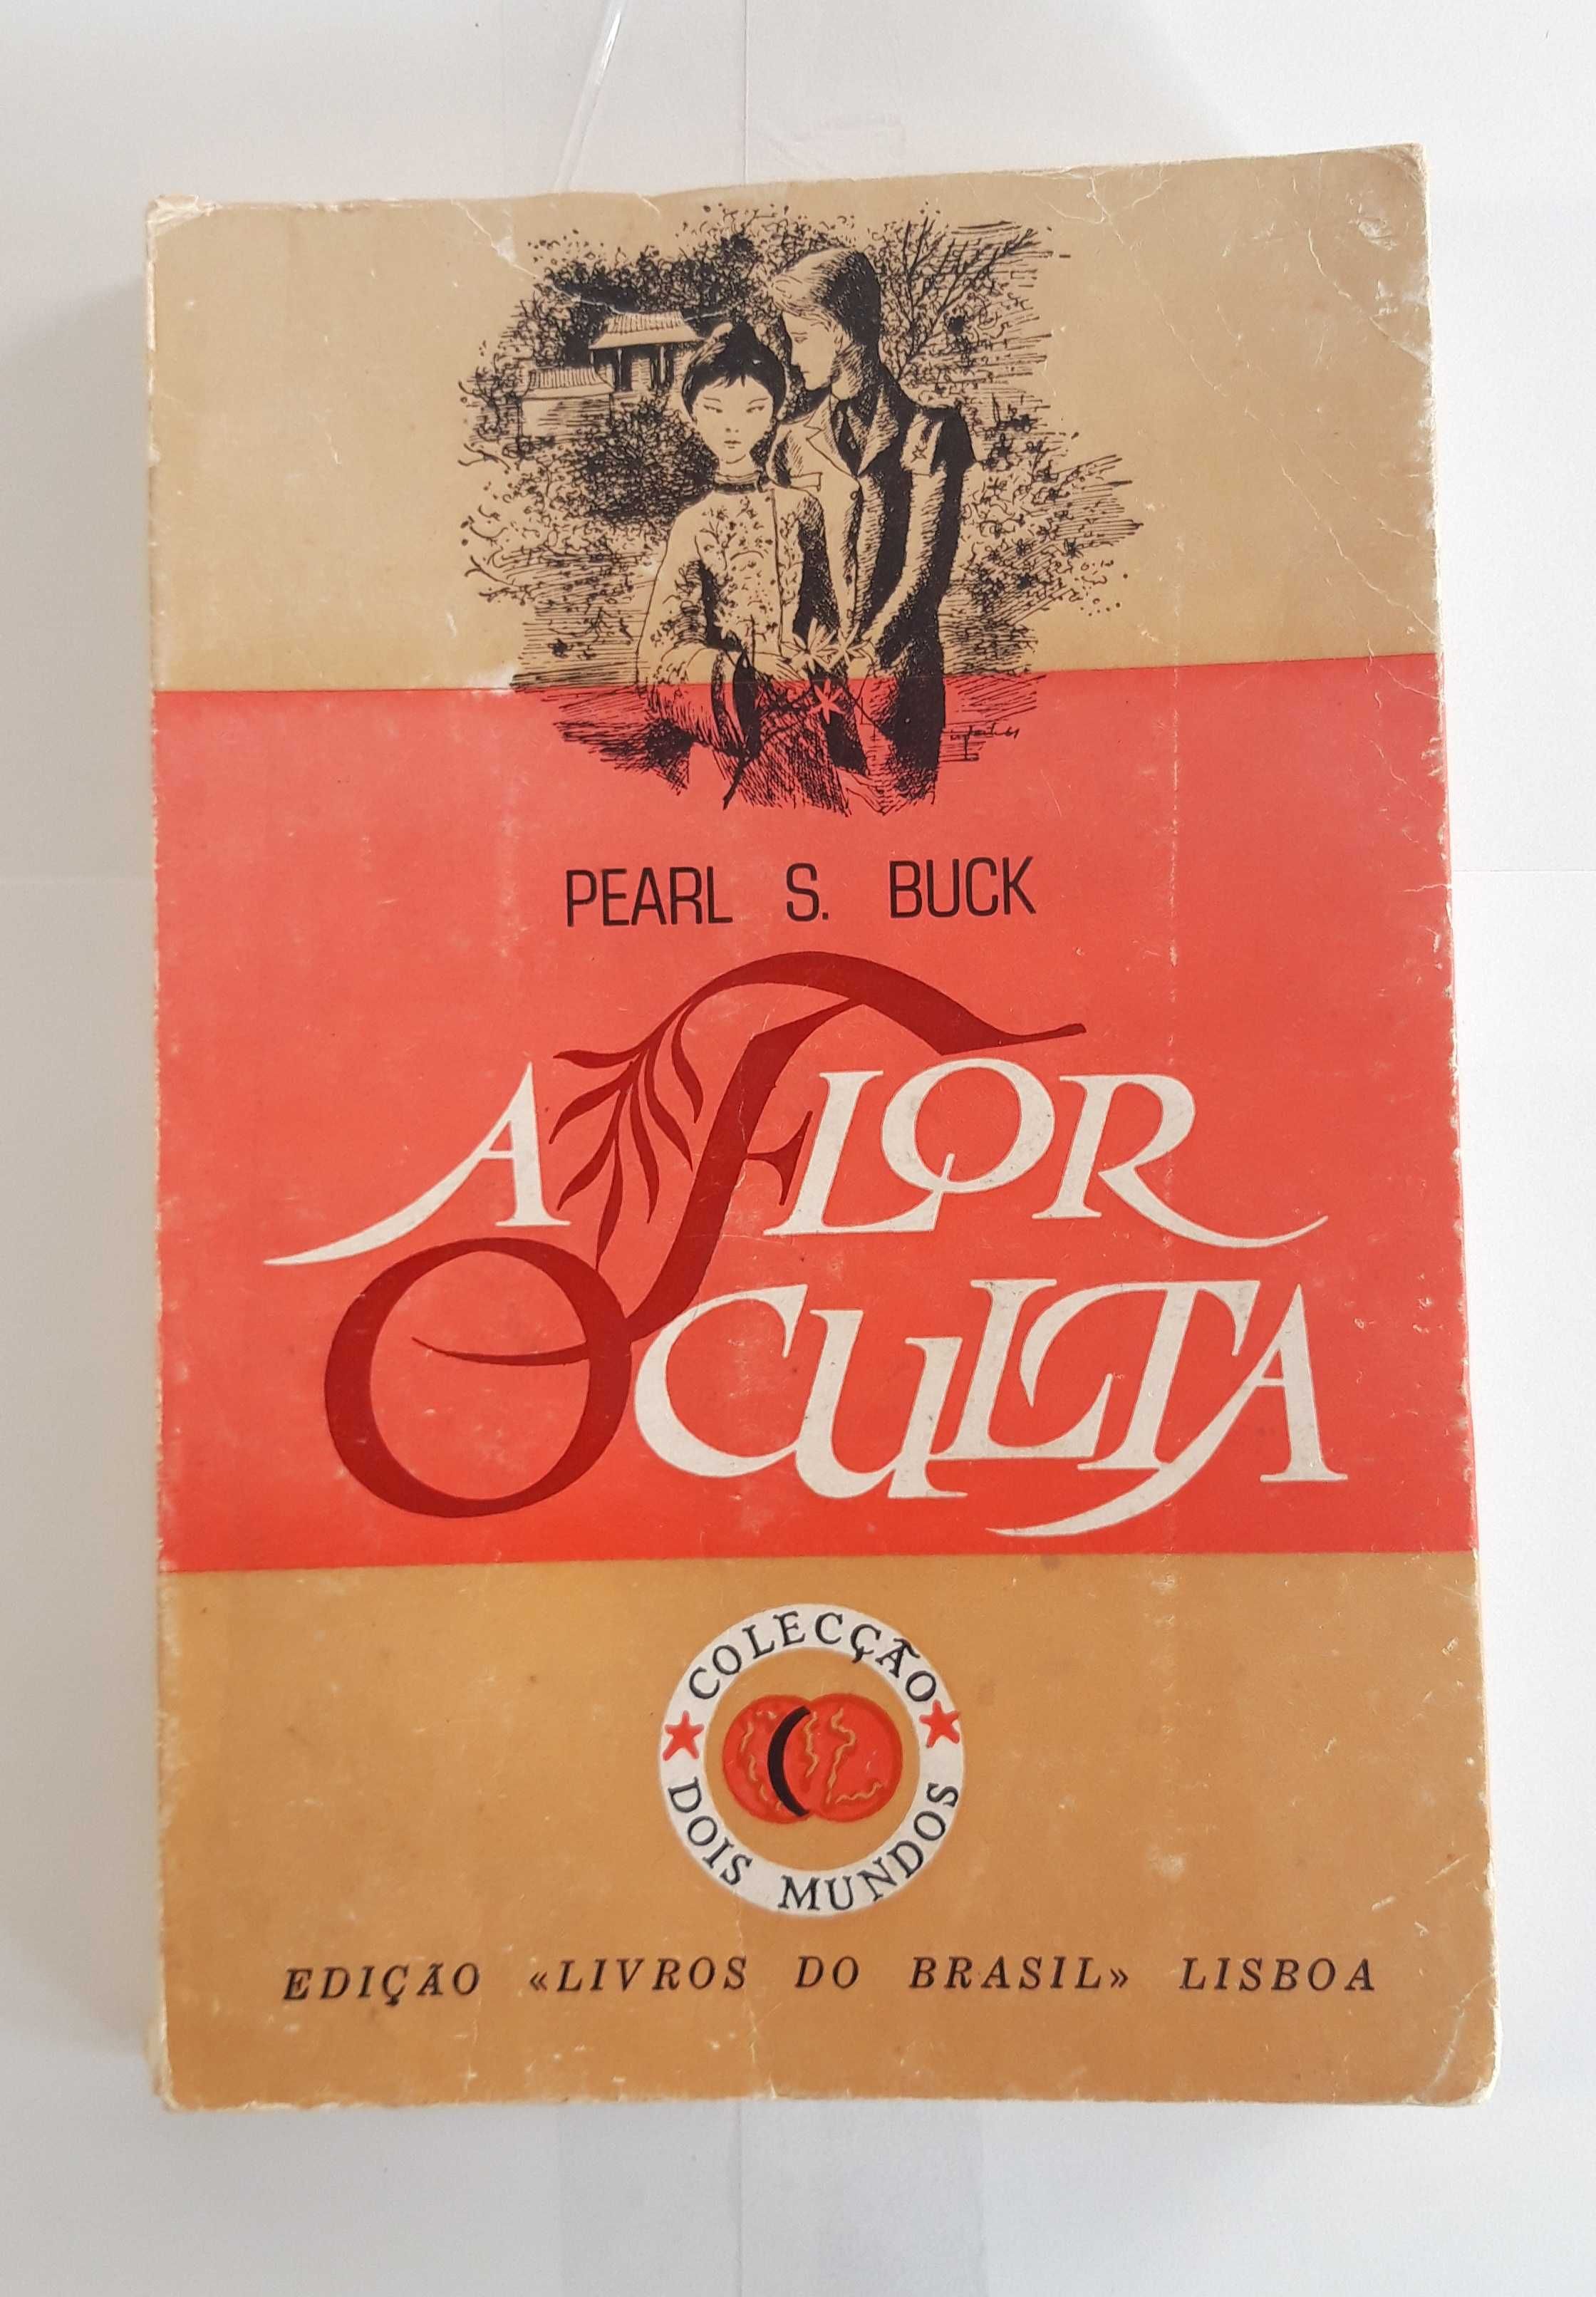 PEARL S. BUCK
A FLOR
OCULTA
COLECÇÃO
DOIS MUNDOS
EDIÇÃO «LIVROS DO BRASIL» LISBOA